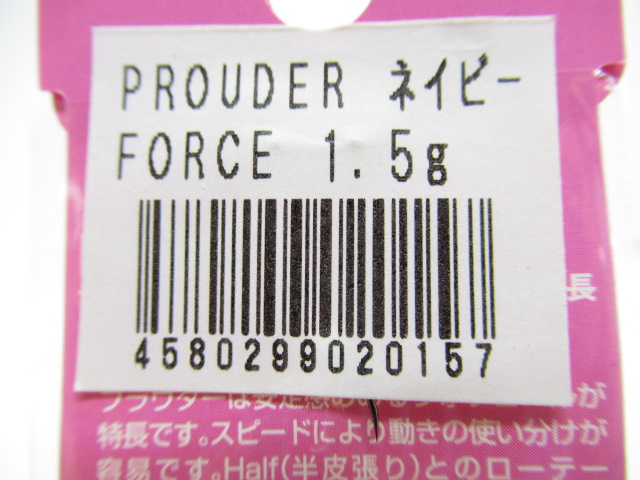 PROUDER ネイビー
FORCE 1.5g
4580299020157
長
特長です。スピードにより動きの使い分けが
容易です。Half(半皮張り)とのローテー